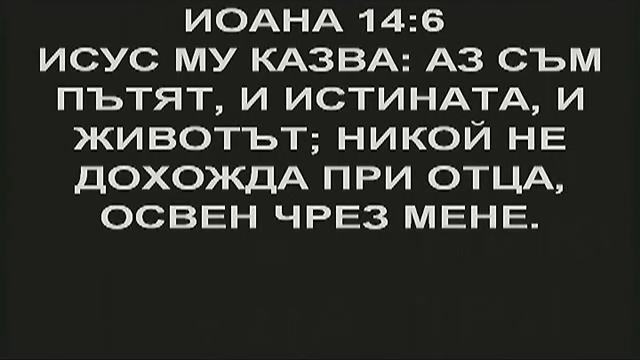 ИОАНА 14:6
ИСУС МУ КАЗВА: АЗ СЪМ
ПЪТЯТ, И ИСТИНАТА, И
ЖИВОТЪТ; НИКОЙ НЕ
ДОХОЖДА ПРИ ОТЦА,
ОСВЕН ЧРЕЗ МЕНЕ.